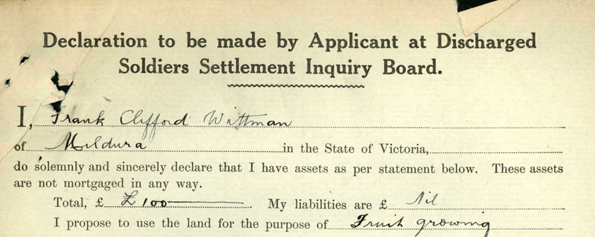 Declaration to be made by Applicant at Discharged
Soldiers Settlement Inquiry Board.
I, Frank Clifford Wittman
of Mildura in the State of Victoria,
do solemnly and sincerely declare that I have assets as per statement below. These assets
are not mortgaged in any way.
Total, £ £100 My liabilities are £ Nil
I propose to use the land for the purpose of Fruit growing